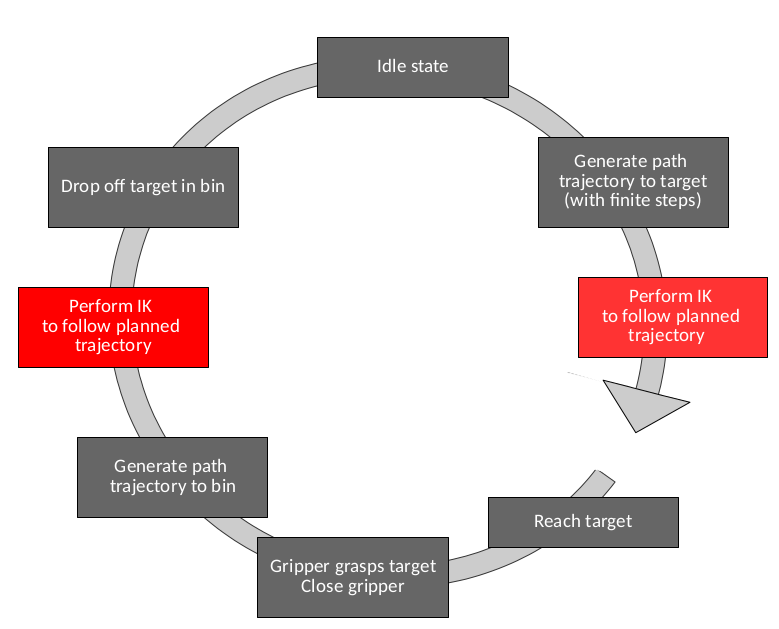 Idle state
Generate path
trajectory to target
(with finite steps)
Perform IK
to follow planned
trajectory
Reach target
Gripper grasps target
Close gripper
Generate path
trajectory to bin
Perform IK
to follow planned
trajectory
Drop off target in bin